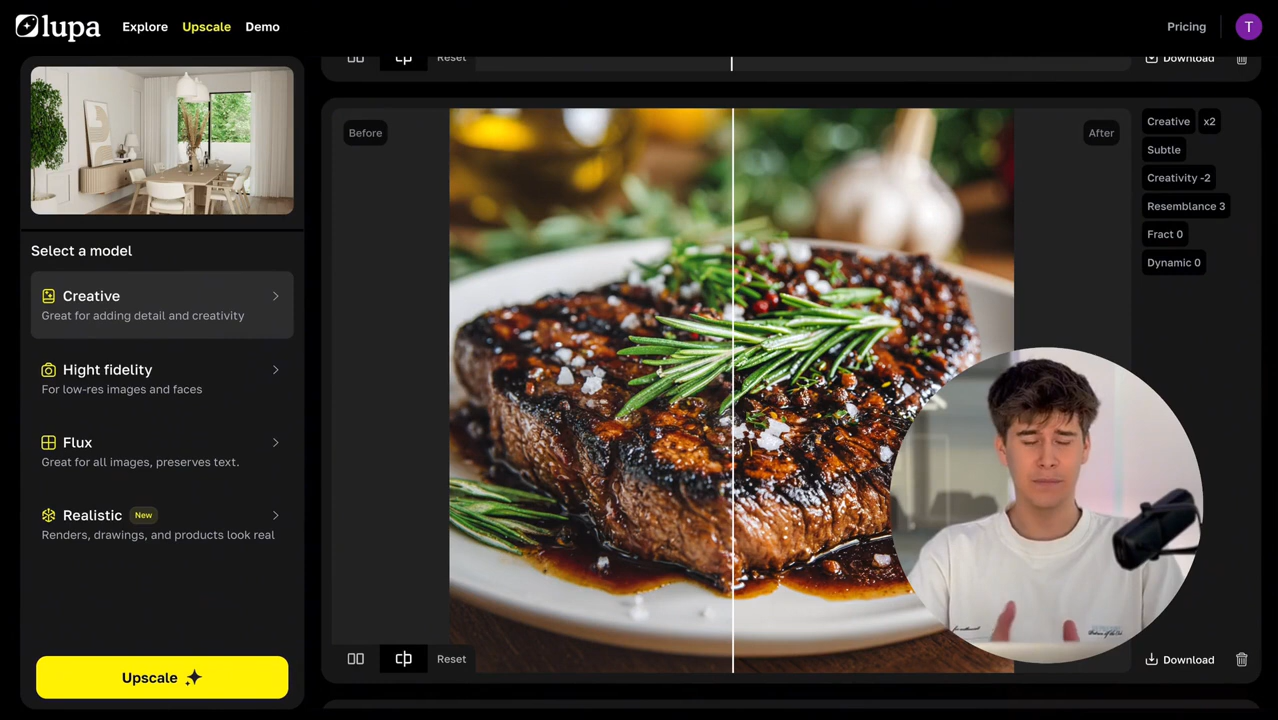 lupa
Explore Upscale Demo
Pricing T
Reset
Download
Select a model
Creative
Great for adding detail and creativity
Hight fidelity
For low-res images and faces
Flux
Great for all images, preserves text.
Realistic New
Renders, drawings, and products look real
Upscale
Before
After
Creative x2
Subtle
Creativity -2
Resemblance 3
Fract 0
Dynamic 0
Reset
Download